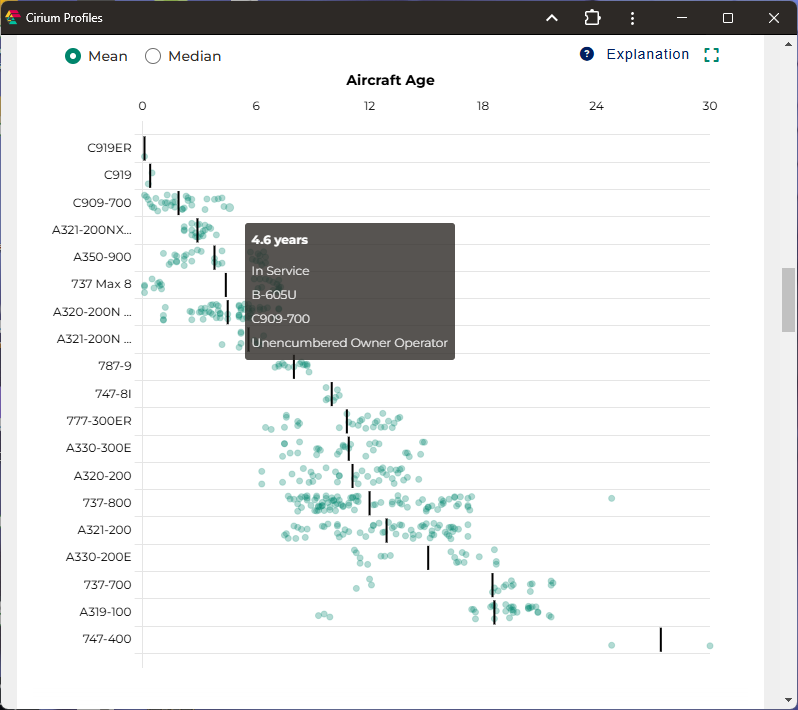 Cirium Profiles
Mean Median ? Explanation
Aircraft Age
0 6 12 18 24 30
C919ER
C919
C909-700
A321-200NX...
A350-900
737 Max 8
A320-200N ...
A321-200N ...
787-9
747-8I
777-300ER
A330-300E
A320-200
737-800
A321-200
A330-200E
737-700
A319-100
747-400
4.6 years
In Service
B-605U
C909-700
Unencumbered Owner Operator